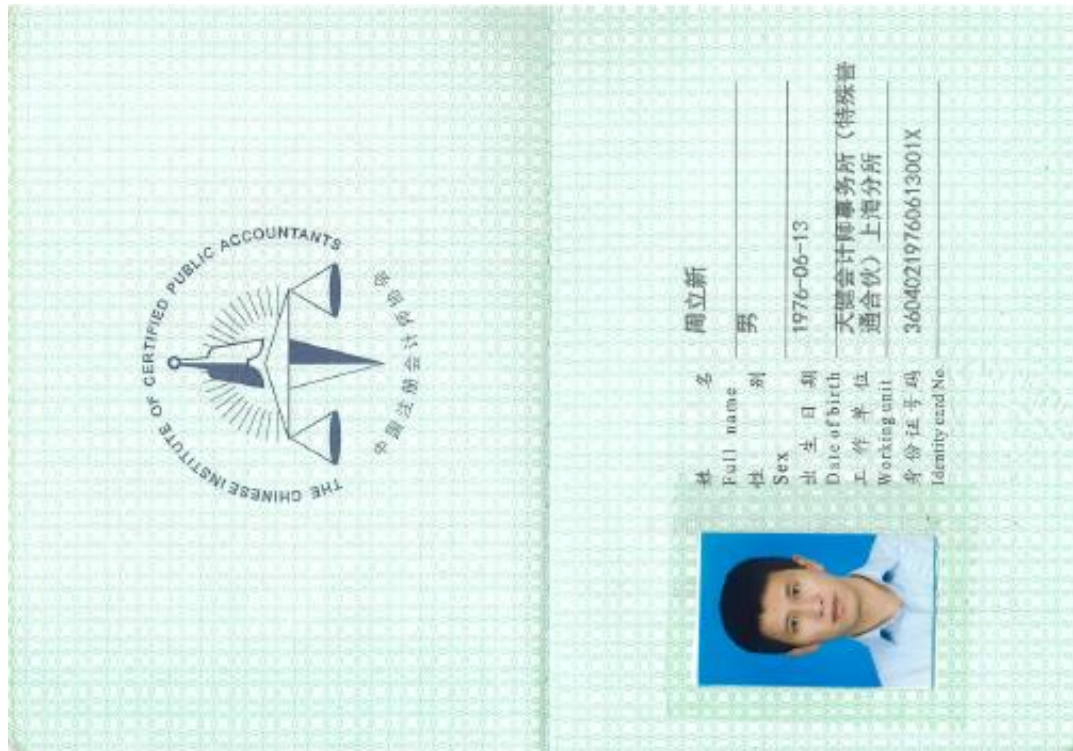 THE CHINESE INSTITUTE OF CERTIFIED PUBLIC ACCOUNTANTS
中国注册会计师协会
姓 名 周立新
Full name
性 别 男
Sex
出 生 日 期 1976-06-13
Date of birth
工 作 单 位 天健会计师事务所（特殊普
通合伙）上海分所
Working unit
身 份 证 号 码 36040219760613001X
Identity card No.